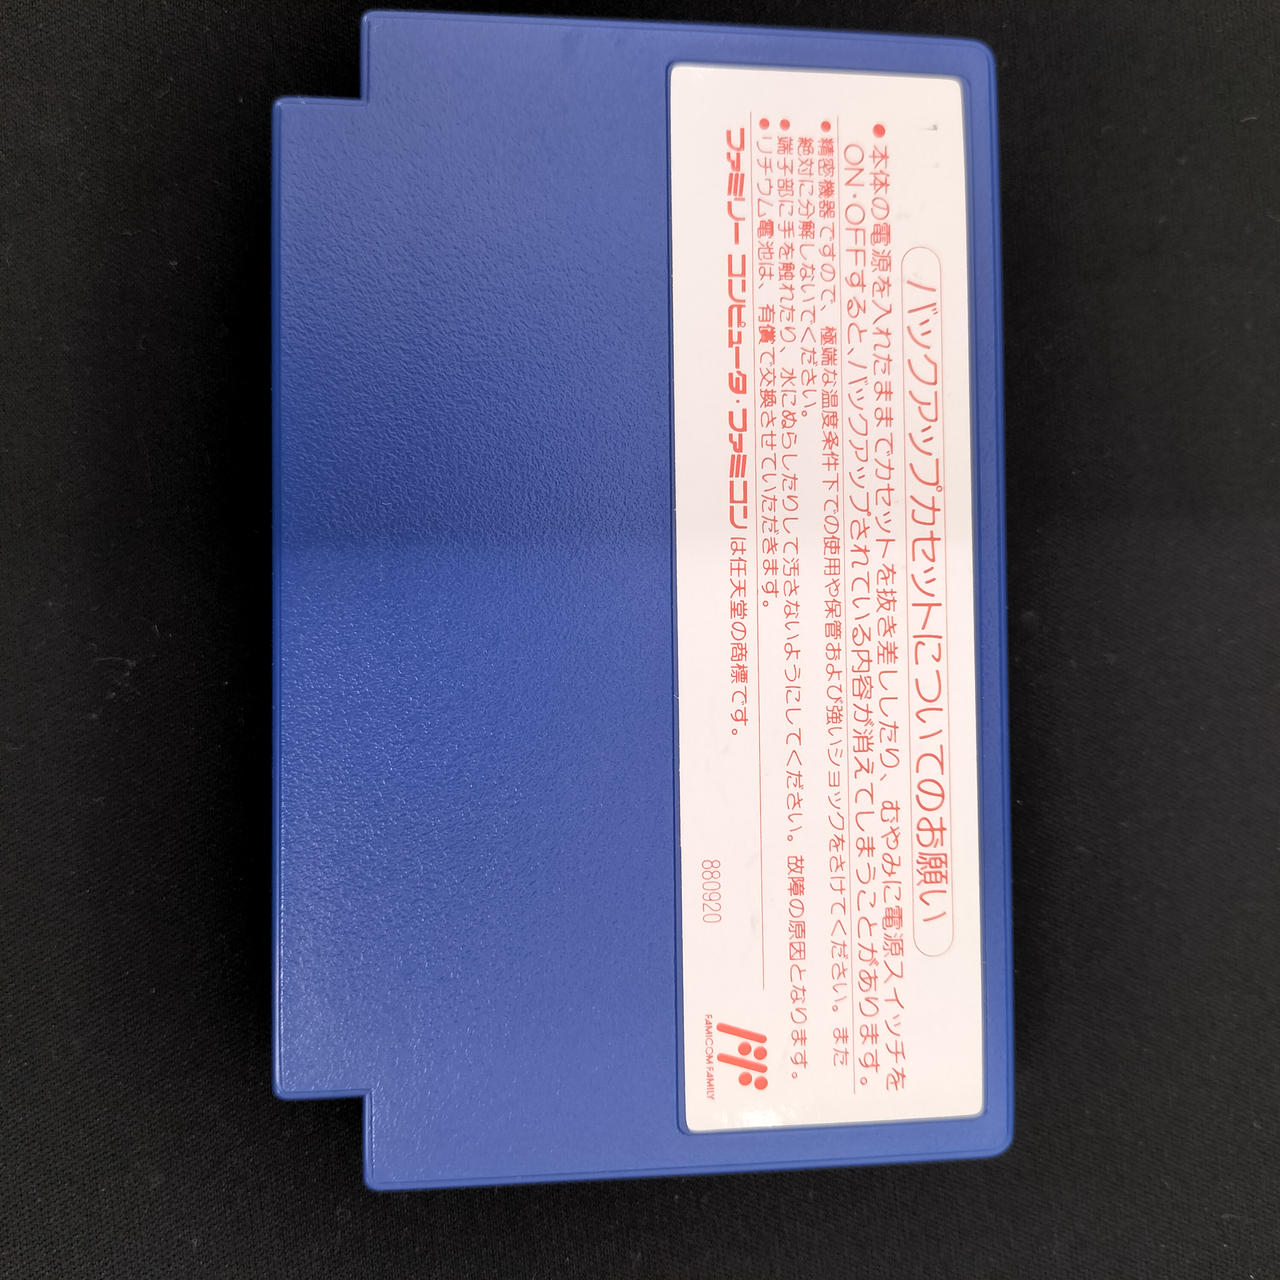 バックアップカセットについてのお願い
●本体の電源を入れたままでカセットを抜き差ししたり、むやみに電源スイッチを
ON・OFFすると、バックアップされている内容が消えてしまうことがあります。
●精密機器ですので、極端な温度条件下での使用や保管および強いショックをさけてください。また
絶対に分解しないでください。
●端子部に手を触れたり、水にぬらしたりして汚さないようにしてください。故障の原因となります。
●リチウム電池は、有償で交換させていただきます。
ファミリー コンピュータ・ファミコンは任天堂の商標です。
880920
FAMICOM FAMILY